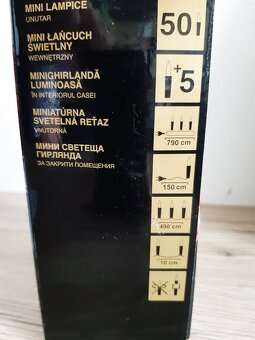 MINI LAMPICE
UNUTAR
MINI ŁAŃCUCH
ŚWIETLNY
WEWNĘTRZNY
MINIGHIRLANDĂ
LUMINOASĂ
ÎN INTERIORUL CASEI
MINIATÚRNA
SVETELNÁ REŤAZ
VNÚTORNÁ
МИНИ СВЕТЕЩА
ГИРЛЯНДА
ЗА ЗАКРИТИ ПОМЕЩЕНИЯ
50
+5
790 cm
150 cm
490 cm
10 cm